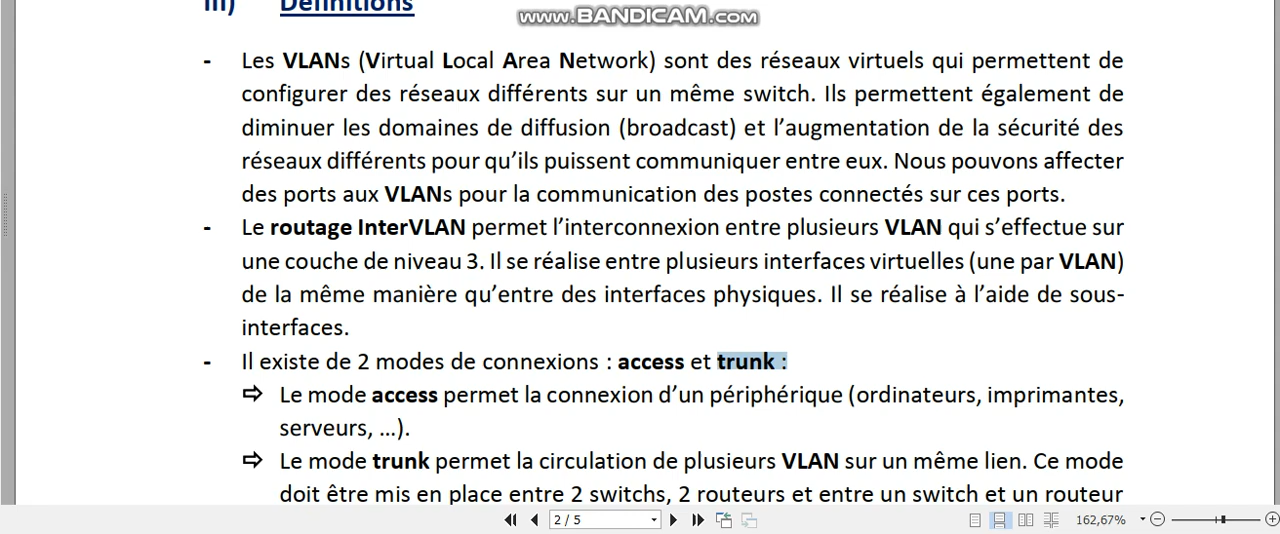 III) Définitions
www.BANDICAM.com
- Les VLANs (Virtual Local Area Network) sont des réseaux virtuels qui permettent de
configurer des réseaux différents sur un même switch. Ils permettent également de
diminuer les domaines de diffusion (broadcast) et l’augmentation de la sécurité des
réseaux différents pour qu’ils puissent communiquer entre eux. Nous pouvons affecter
des ports aux VLANs pour la communication des postes connectés sur ces ports.
- Le routage InterVLAN permet l’interconnexion entre plusieurs VLAN qui s’effectue sur
une couche de niveau 3. Il se réalise entre plusieurs interfaces virtuelles (une par VLAN)
de la même manière qu’entre des interfaces physiques. Il se réalise à l’aide de sous-
interfaces.
- Il existe de 2 modes de connexions : access et trunk :
⇨ Le mode access permet la connexion d’un périphérique (ordinateurs, imprimantes,
serveurs, …).
⇨ Le mode trunk permet la circulation de plusieurs VLAN sur un même lien. Ce mode
doit être mis en place entre 2 switchs, 2 routeurs et entre un switch et un routeur
2 / 5
162,67%